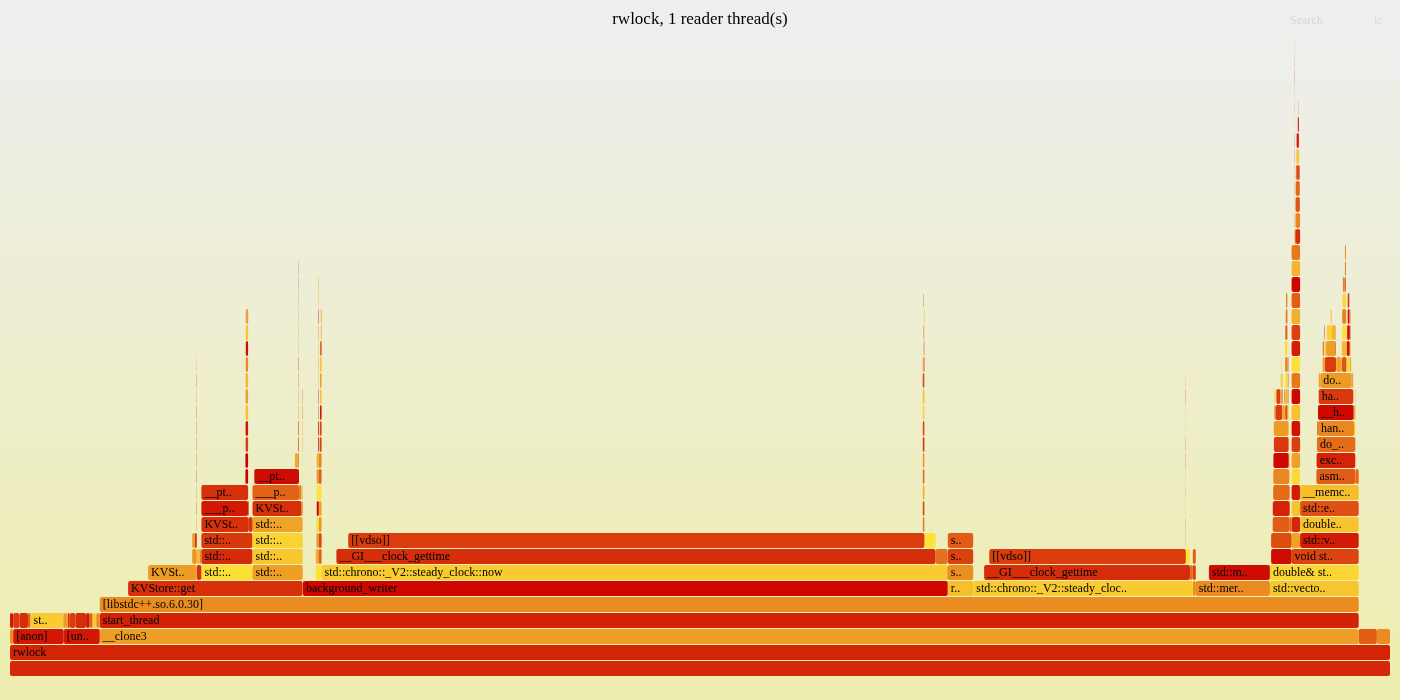 rwlock, 1 reader thread(s)
Search
ic
do..
ha..
__h..
han..
do_..
exc..
__pt.. asm..
__pt.. ___p.. __memc..
___p.. KVSt.. std::e..
KVSt.. std::.. double..
std::.. std::.. [[vdso]] s.. std::v..
std::.. std::.. __GI___clock_gettime s.. [[vdso]] void st..
KVSt.. std::.. std::.. std::chrono::_V2::steady_clock::now s.. __GI___clock_gettime std::m.. double& st..
KVStore::get background_writer r.. std::chrono::_V2::steady_cloc.. std::mer.. std::vecto..
[libstdc++.so.6.0.30]
st.. start_thread
[anon] [un.. __clone3
rwlock